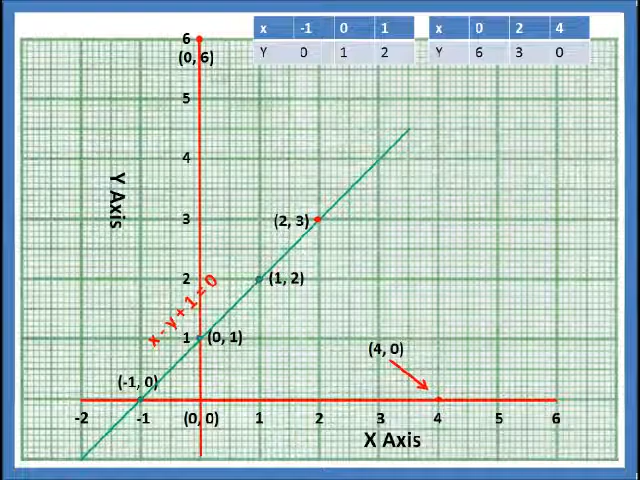 x -1 0 1
Y 0 1 2
x 0 2 4
Y 6 3 0
6
(0, 6)
5
4
Y Axis
3
(2, 3)
2
(1, 2)
x - y + 1 = 0
1
(0, 1)
(4, 0)
(-1, 0)
-2 -1 (0, 0) 1 2 3 4 5 6
X Axis